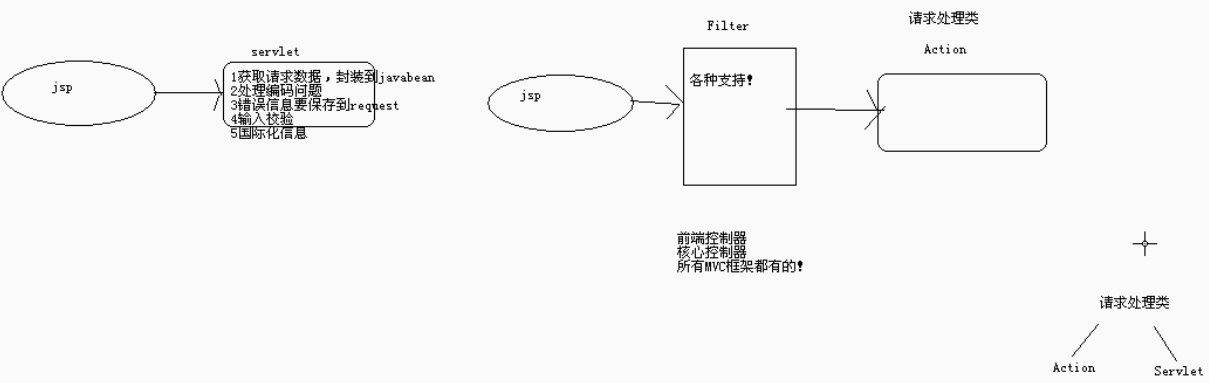 servlet
jsp
1获取请求数据，封装到javabean
2处理编码问题
3错误信息要保存到request
4输入校验
5国际化信息
Filter
jsp
各种支持!
请求处理类
Action
前端控制器
核心控制器
所有MVC框架都有的!
请求处理类
Action
Servlet